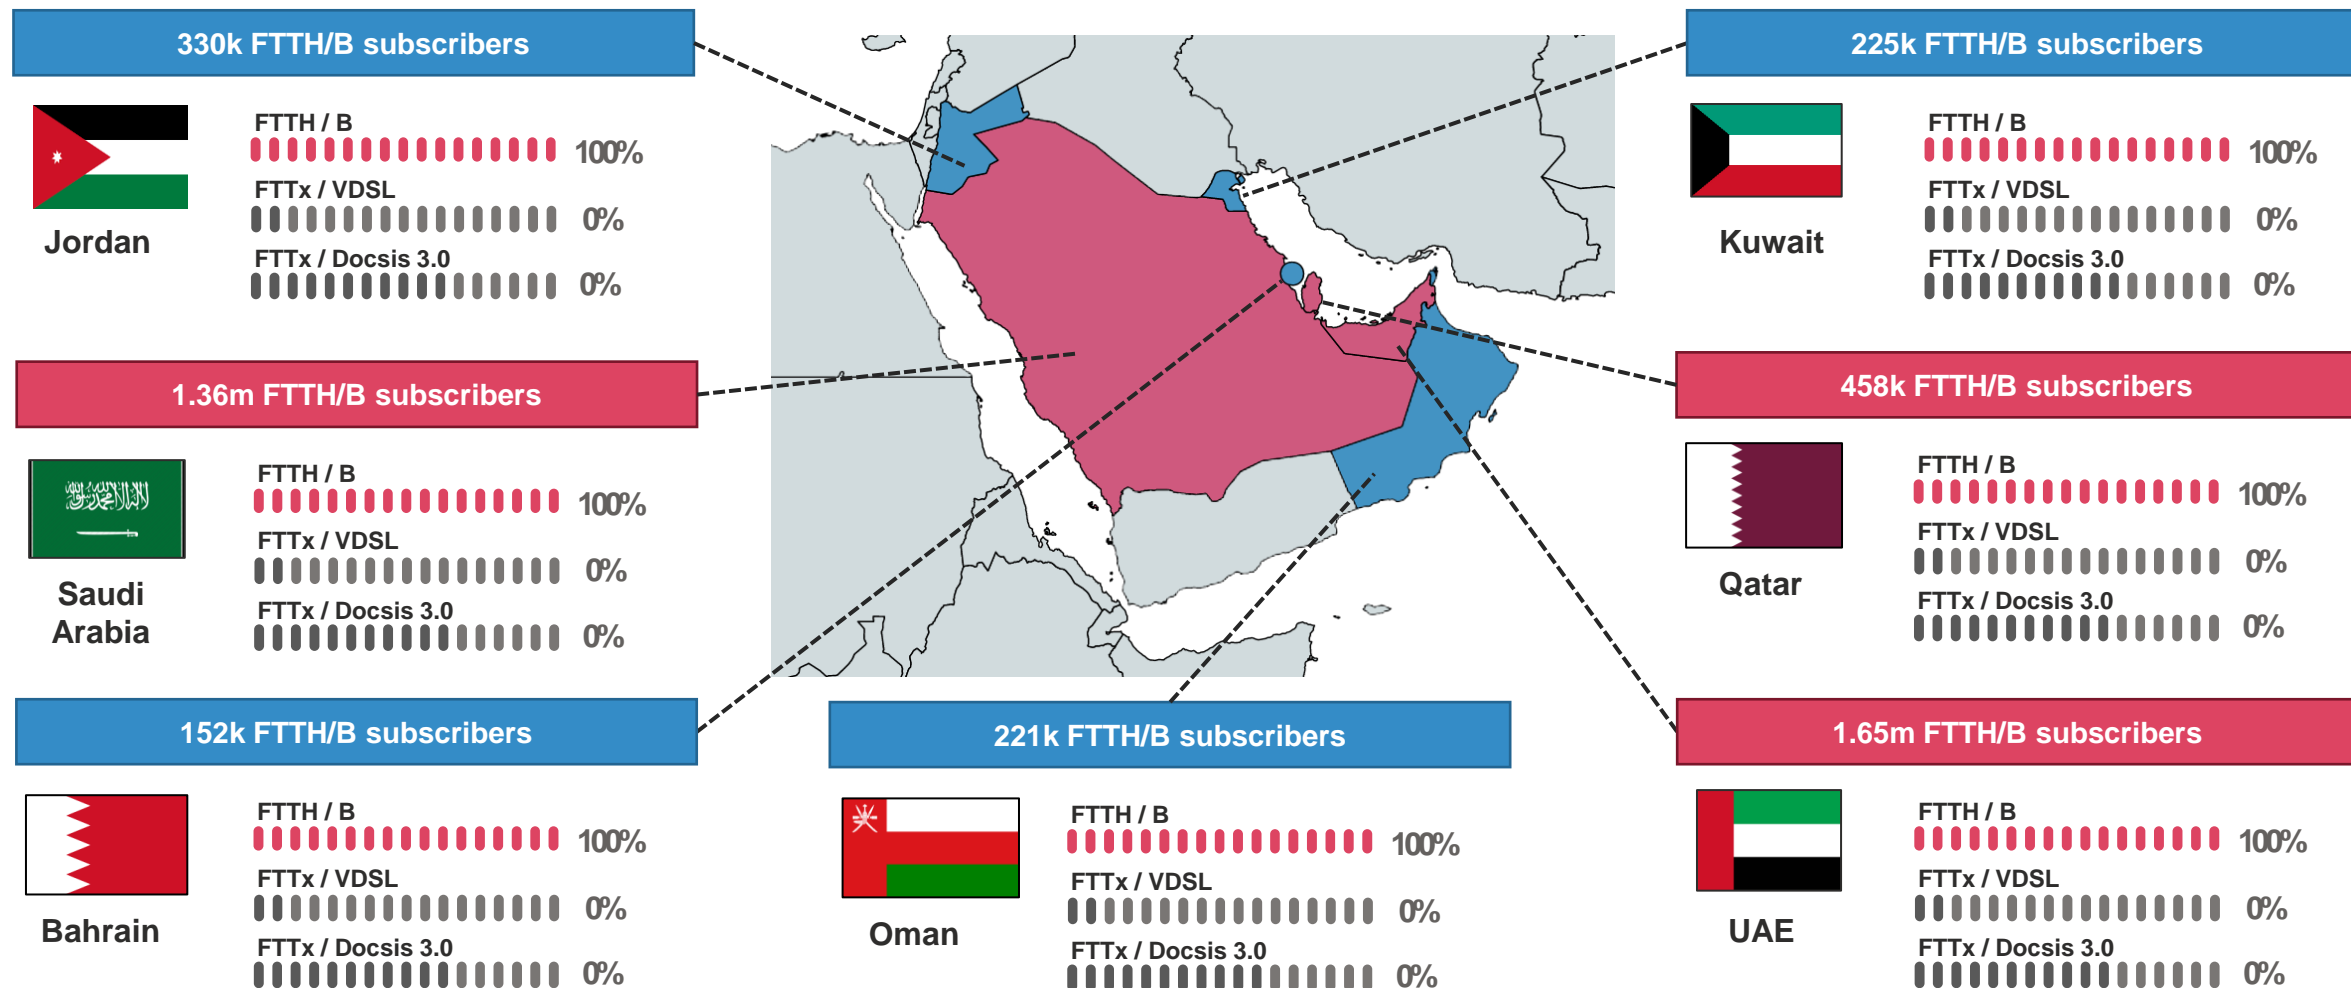 330k FTTH/B subscribers
Jordan
FTTH / B
100%
FTTx / VDSL
0%
FTTx / Docsis 3.0
0%
225k FTTH/B subscribers
Kuwait
FTTH / B
100%
FTTx / VDSL
0%
FTTx / Docsis 3.0
0%
1.36m FTTH/B subscribers
Saudi
Arabia
FTTH / B
100%
FTTx / VDSL
0%
FTTx / Docsis 3.0
0%
458k FTTH/B subscribers
Qatar
FTTH / B
100%
FTTx / VDSL
0%
FTTx / Docsis 3.0
0%
152k FTTH/B subscribers
Bahrain
FTTH / B
100%
FTTx / VDSL
0%
FTTx / Docsis 3.0
0%
221k FTTH/B subscribers
Oman
FTTH / B
100%
FTTx / VDSL
0%
FTTx / Docsis 3.0
0%
1.65m FTTH/B subscribers
UAE
FTTH / B
100%
FTTx / VDSL
0%
FTTx / Docsis 3.0
0%